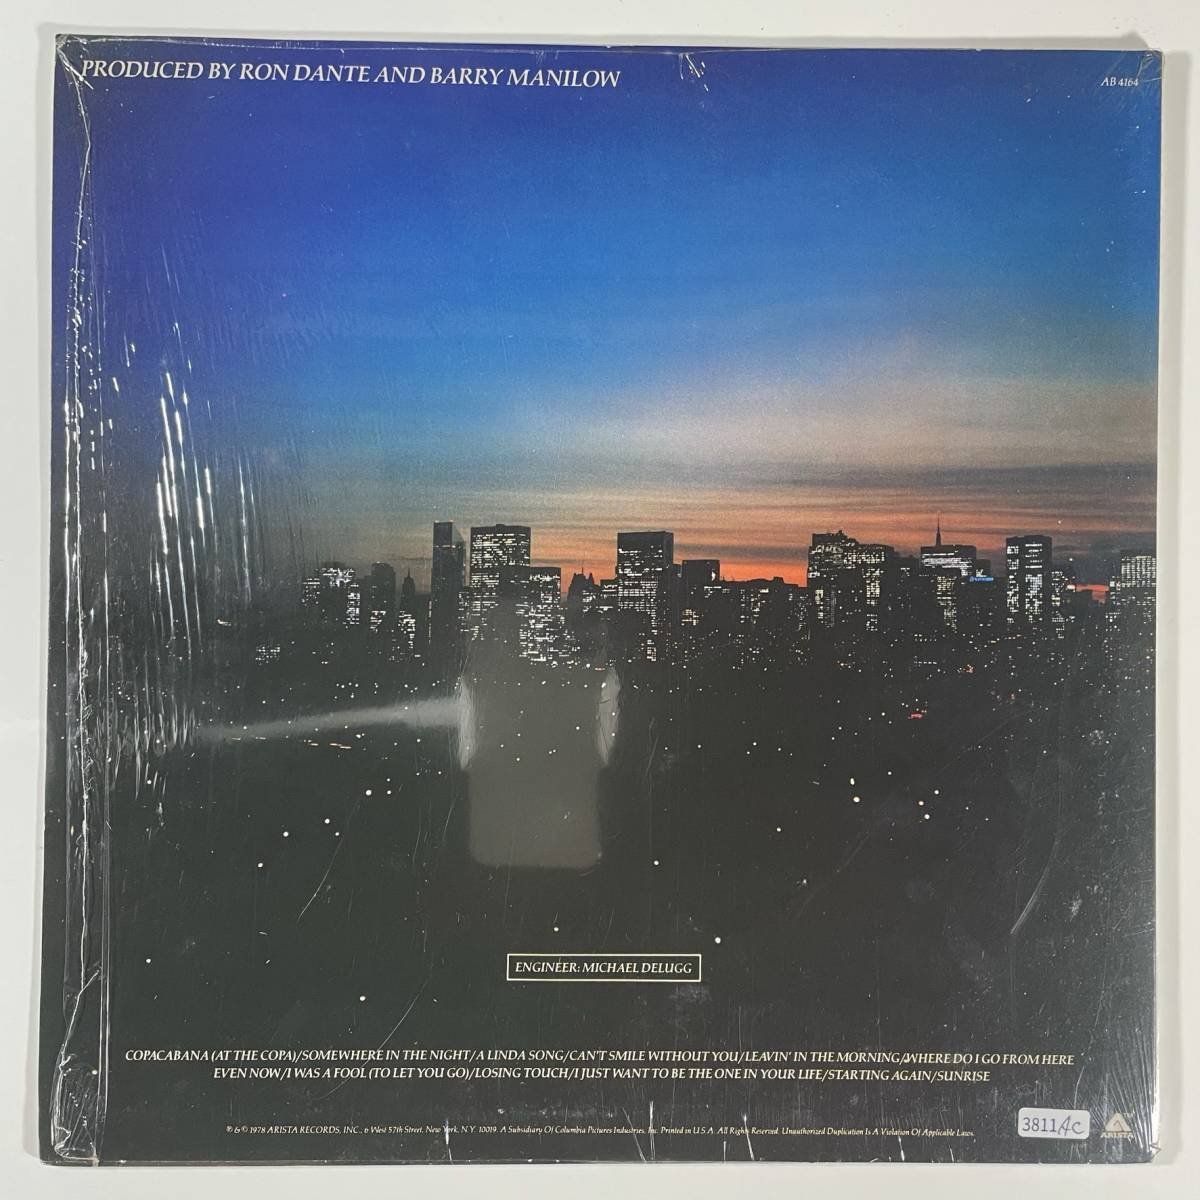 PRODUCED BY RON DANTE AND BARRY MANILOW
AB 4164
ENGINEER: MICHAEL DELUGG
COPACABANA (AT THE COPA)/SOMEWHERE IN THE NIGHT/A LINDA SONG/CAN'T SMILE WITHOUT YOU/LEAVIN' IN THE MORNING/WHERE DO I GO FROM HERE
EVEN NOW/I WAS A FOOL (TO LET YOU GO)/LOSING TOUCH/I JUST WANT TO BE THE ONE IN YOUR LIFE/STARTING AGAIN/SUNRISE
℗ & © 1978 ARISTA RECORDS, INC., 6 West 57th Street, New York, N.Y. 10019. A Subsidiary Of Columbia Pictures Industries, Inc. Printed in U.S.A. All Rights Reserved. Unauthorized Duplication Is A Violation Of Applicable Laws.
3811AC
ARISTA